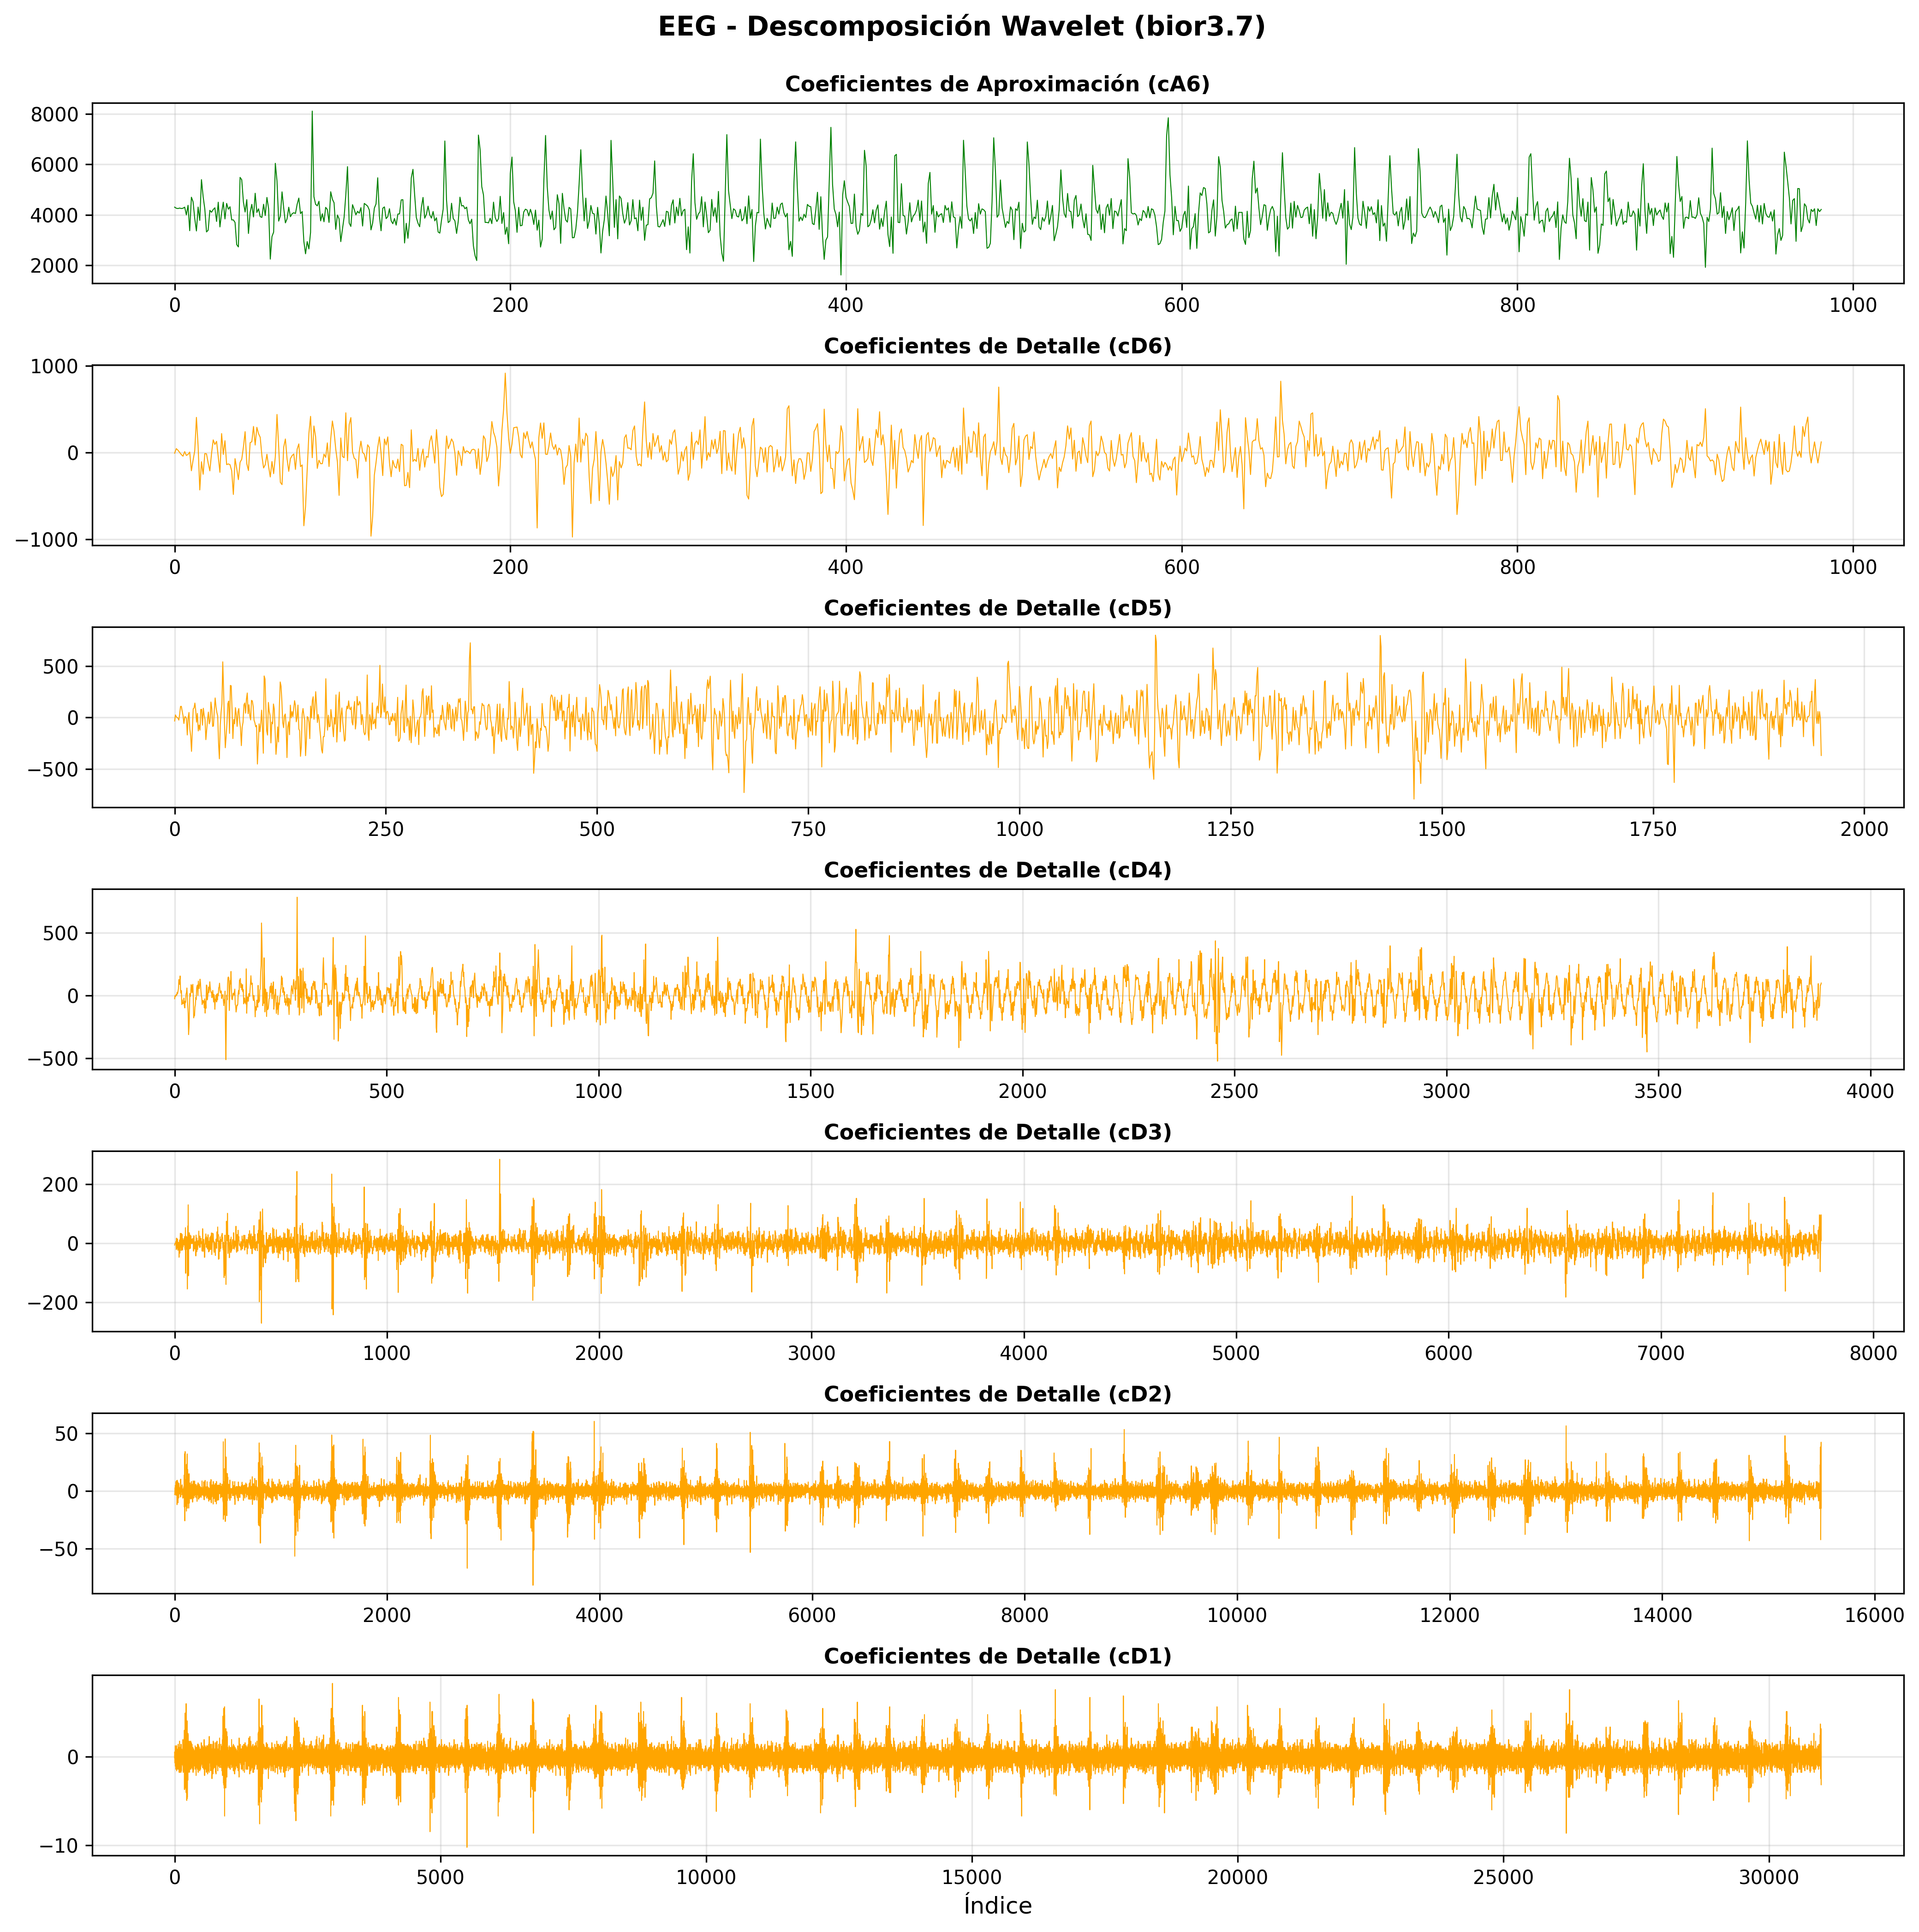 EEG - Descomposición Wavelet (bior3.7)
Coeficientes de Aproximación (cA6)
8000
6000
4000
2000
0 200 400 600 800 1000
Coeficientes de Detalle (cD6)
1000
0
−1000
0 200 400 600 800 1000
Coeficientes de Detalle (cD5)
500
0
−500
0 250 500 750 1000 1250 1500 1750 2000
Coeficientes de Detalle (cD4)
500
0
−500
0 500 1000 1500 2000 2500 3000 3500 4000
Coeficientes de Detalle (cD3)
200
0
−200
0 1000 2000 3000 4000 5000 6000 7000 8000
Coeficientes de Detalle (cD2)
50
0
−50
0 2000 4000 6000 8000 10000 12000 14000 16000
Coeficientes de Detalle (cD1)
0
−10
0 5000 10000 15000 20000 25000 30000
Índice